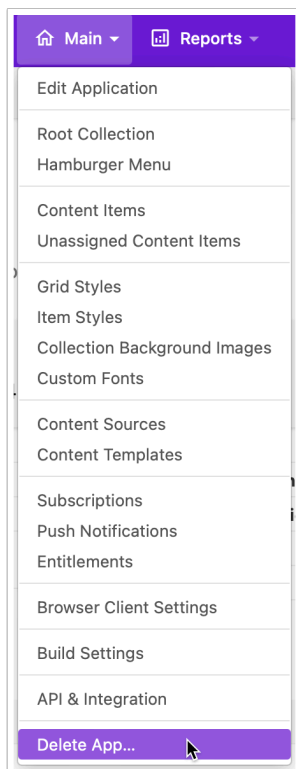 Main Reports
Edit Application
Root Collection
Hamburger Menu
Content Items
Unassigned Content Items
Grid Styles
Item Styles
Collection Background Images
Custom Fonts
Content Sources
Content Templates
Subscriptions
Push Notifications
Entitlements
Browser Client Settings
Build Settings
API & Integration
Delete App...